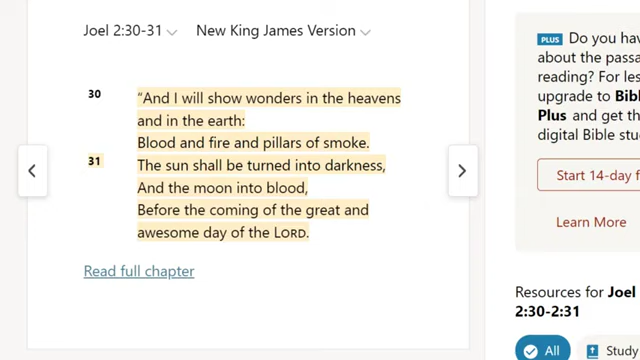 Joel 2:30-31 New King James Version
30 “And I will show wonders in the heavens
and in the earth:
Blood and fire and pillars of smoke.
31 The sun shall be turned into darkness,
And the moon into blood,
Before the coming of the great and
awesome day of the LORD.
Read full chapter
PLUS Do you hav
about the passa
reading? For les
upgrade to Bib
Plus and get th
digital Bible stu
Start 14-day f
Learn More
Resources for Joel
2:30-2:31
All Study